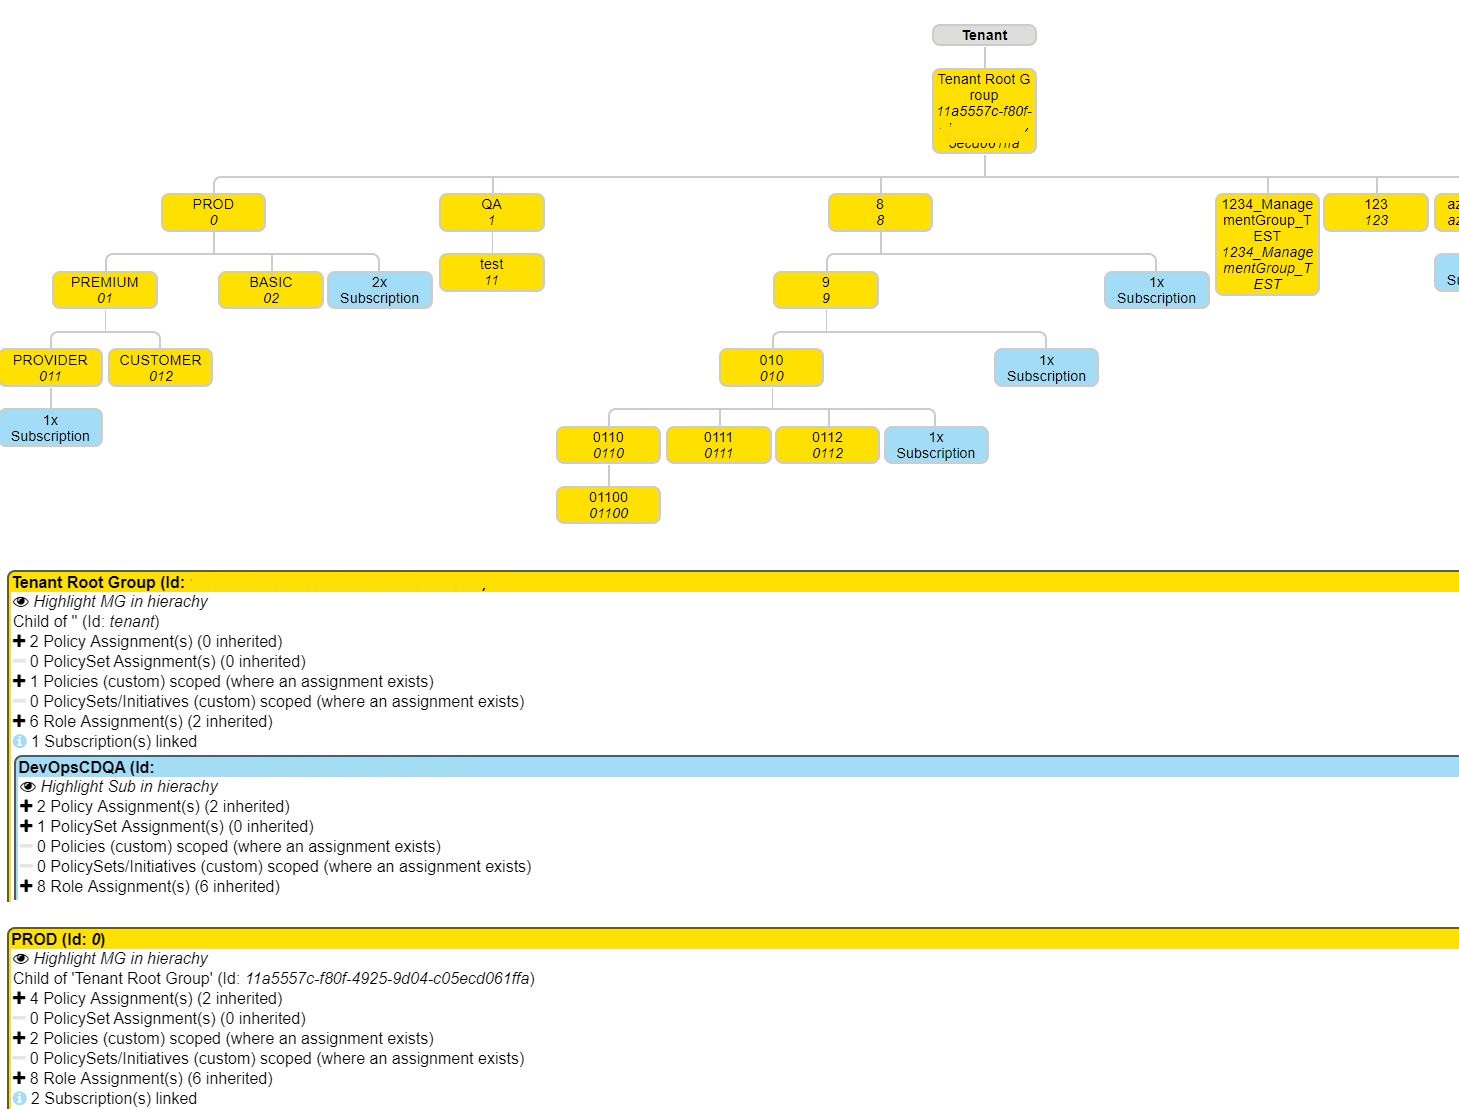 Tenant
Tenant Root G
roup
11a5557c-f80f-
5ecd061ffa
PROD
0
QA
1
8
8
1234_Manage
mentGroup_T
EST
1234_Manage
mentGroup_T
EST
123
123
az
az
PREMIUM
01
BASIC
02
2x
Subscription
test
11
9
9
1x
Subscription
Su
PROVIDER
011
CUSTOMER
012
010
010
1x
Subscription
1x
Subscription
0110
0110
0111
0111
0112
0112
1x
Subscription
01100
01100
Tenant Root Group (Id:
Highlight MG in hierachy
Child of '' (Id: tenant)
2 Policy Assignment(s) (0 inherited)
0 PolicySet Assignment(s) (0 inherited)
1 Policies (custom) scoped (where an assignment exists)
0 PolicySets/Initiatives (custom) scoped (where an assignment exists)
6 Role Assignment(s) (2 inherited)
1 Subscription(s) linked
DevOpsCDQA (Id:
Highlight Sub in hierachy
2 Policy Assignment(s) (2 inherited)
1 PolicySet Assignment(s) (0 inherited)
0 Policies (custom) scoped (where an assignment exists)
0 PolicySets/Initiatives (custom) scoped (where an assignment exists)
8 Role Assignment(s) (6 inherited)
PROD (Id: 0)
Highlight MG in hierachy
Child of 'Tenant Root Group' (Id: 11a5557c-f80f-4925-9d04-c05ecd061ffa)
4 Policy Assignment(s) (2 inherited)
0 PolicySet Assignment(s) (0 inherited)
2 Policies (custom) scoped (where an assignment exists)
0 PolicySets/Initiatives (custom) scoped (where an assignment exists)
8 Role Assignment(s) (6 inherited)
2 Subscription(s) linked